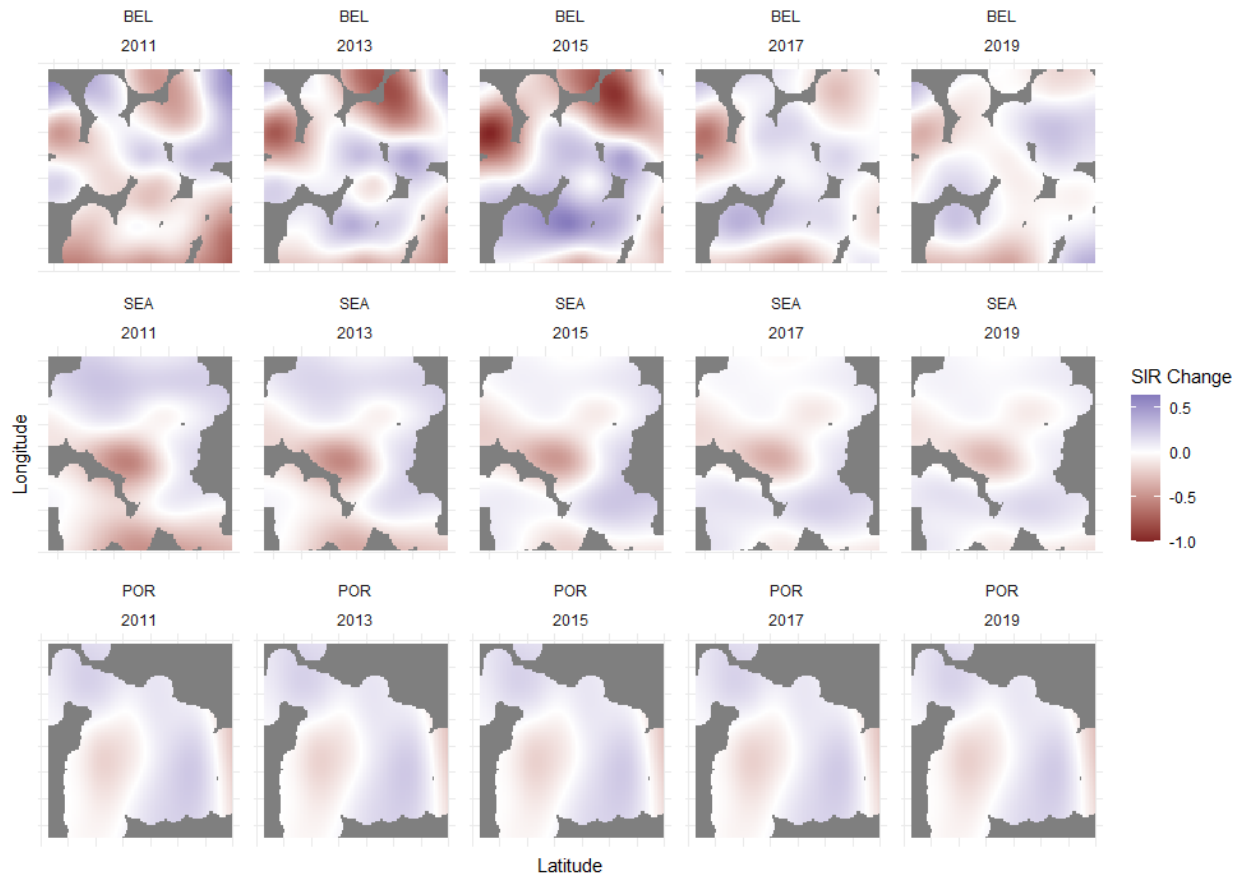 BEL BEL BEL BEL BEL
2011 2013 2015 2017 2019
SEA SEA SEA SEA SEA
2011 2013 2015 2017 2019
SIR Change
0.5
0.0
-0.5
-1.0
Longitude
POR POR POR POR POR
2011 2013 2015 2017 2019
Latitude